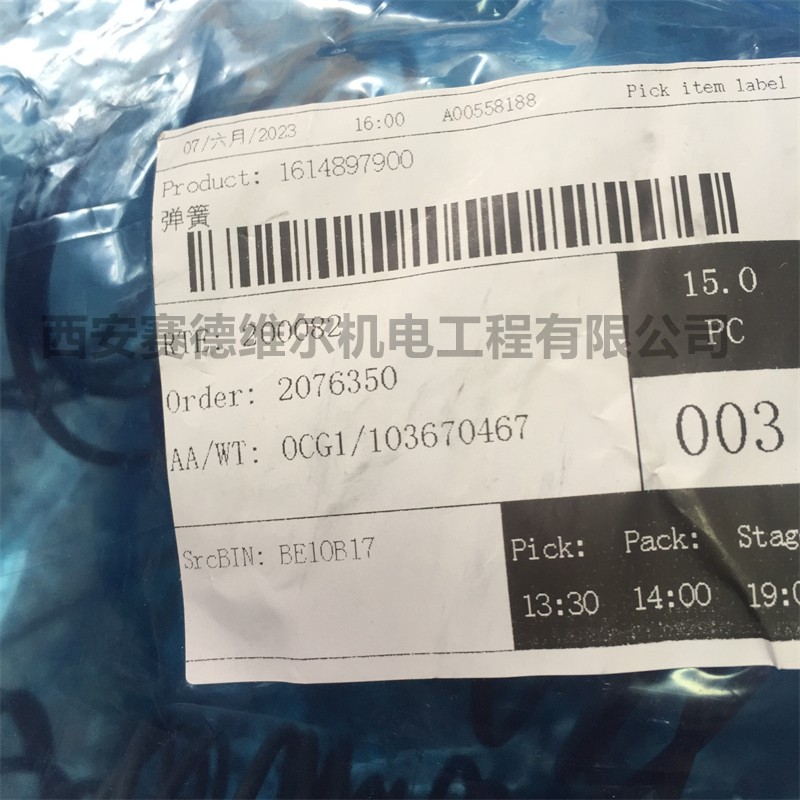 Pick item label
07/六月/2023 16:00 A00558188
Product: 1614897900
弹簧
15.0
PC
西安赛德维尔机电工程有限公司
RTE: 200082
Order: 2076350
003
AA/WT: 0CG1/103670467
SrcBIN: BE10B17
Pick: Pack:
13:30 14:00